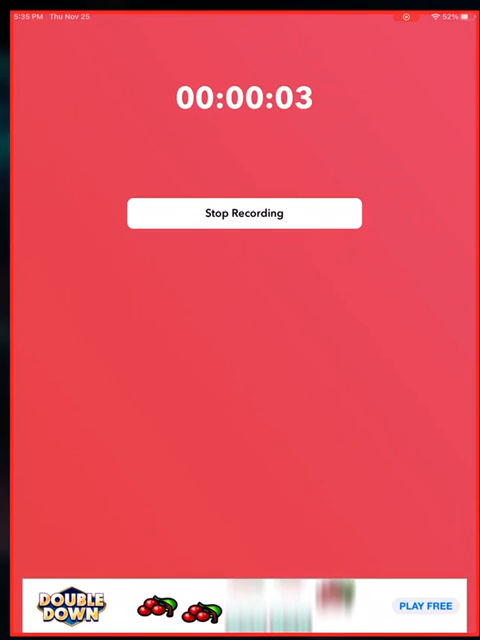 5:35 PM Thu Nov 25
52%
00:00:03
Stop Recording
DOUBLE
DOWN
PLAY FREE